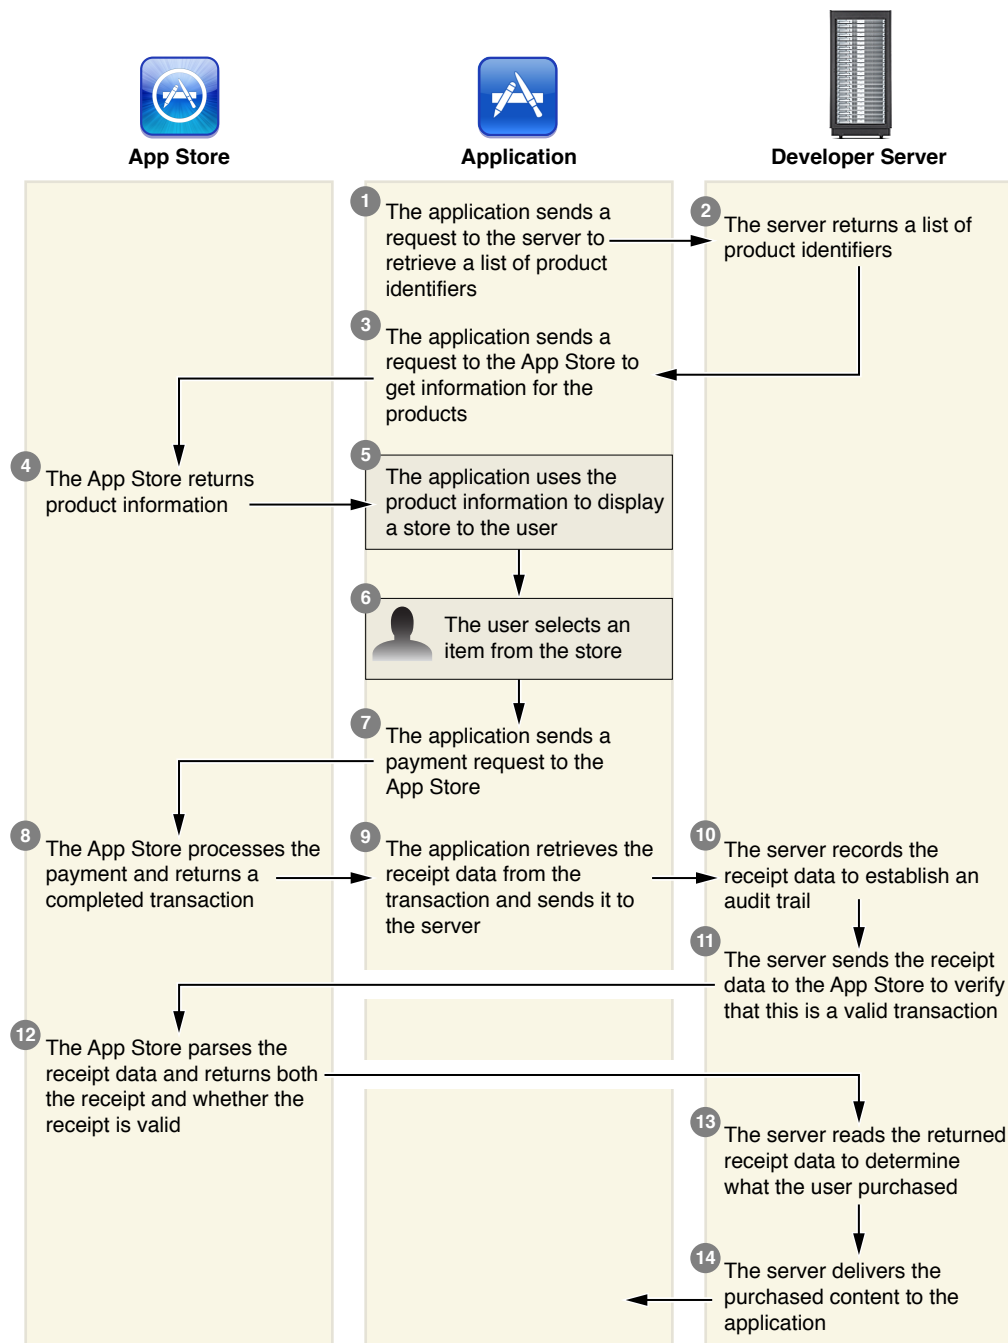 App Store
Application
Developer Server
1
The application sends a
request to the server to
retrieve a list of product
identifiers
2
The server returns a list of
product identifiers
3
The application sends a
request to the App Store to
get information for the
products
4
The App Store returns
product information
5
The application uses the
product information to display
a store to the user
6
The user selects an
item from the store
7
The application sends a
payment request to the
App Store
8
The App Store processes the
payment and returns a
completed transaction
9
The application retrieves the
receipt data from the
transaction and sends it to
the server
10
The server records the
receipt data to establish an
audit trail
11
The server sends the receipt
data to the App Store to verify
that this is a valid transaction
12
The App Store parses the
receipt data and returns both
the receipt and whether the
receipt is valid
13
The server reads the returned
receipt data to determine
what the user purchased
14
The server delivers the
purchased content to the
application